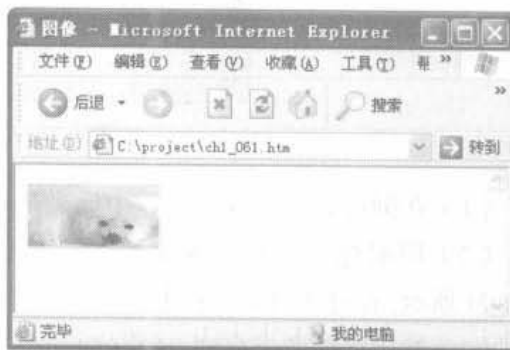 图像 - Microsoft Internet Explorer
文件(F) 编辑(E) 查看(V) 收藏(A) 工具(T) 帮 »
后退 搜索 »
地址(D) C:\project\ch1_061.htm 转到
完毕 我的电脑